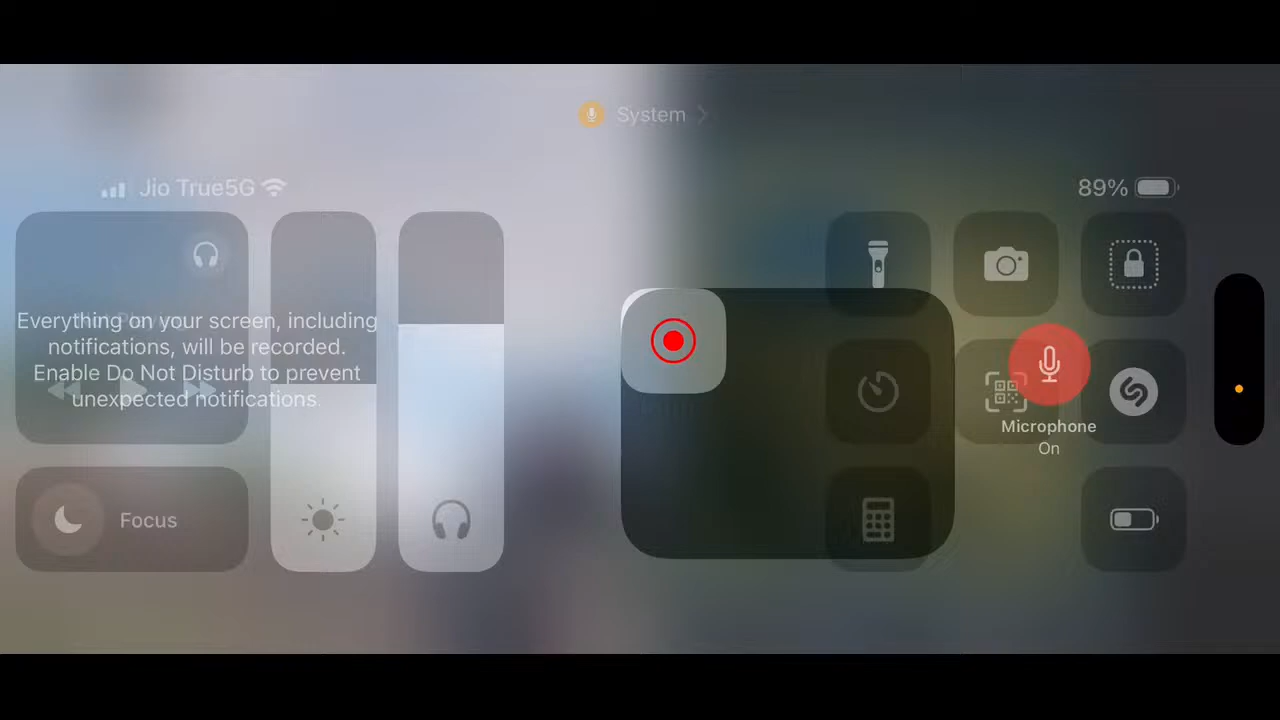 System
Jio True5G
89%
Everything on your screen, including
notifications, will be recorded.
Enable Do Not Disturb to prevent
unexpected notifications.
Microphone
On
Focus